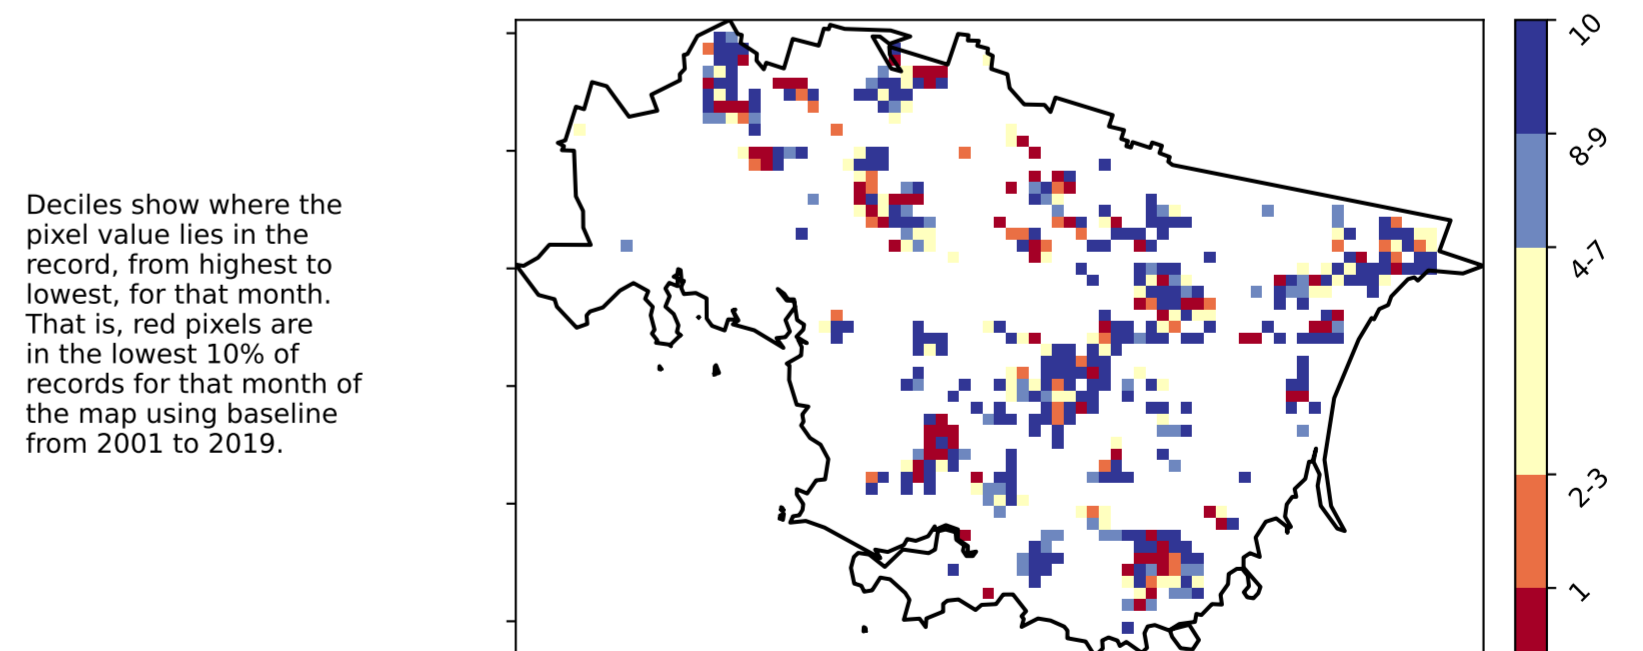 Deciles show where the
pixel value lies in the
record, from highest to
lowest, for that month.
That is, red pixels are
in the lowest 10% of
records for that month of
the map using baseline
from 2001 to 2019.
10
8-9
4-7
2-3
1